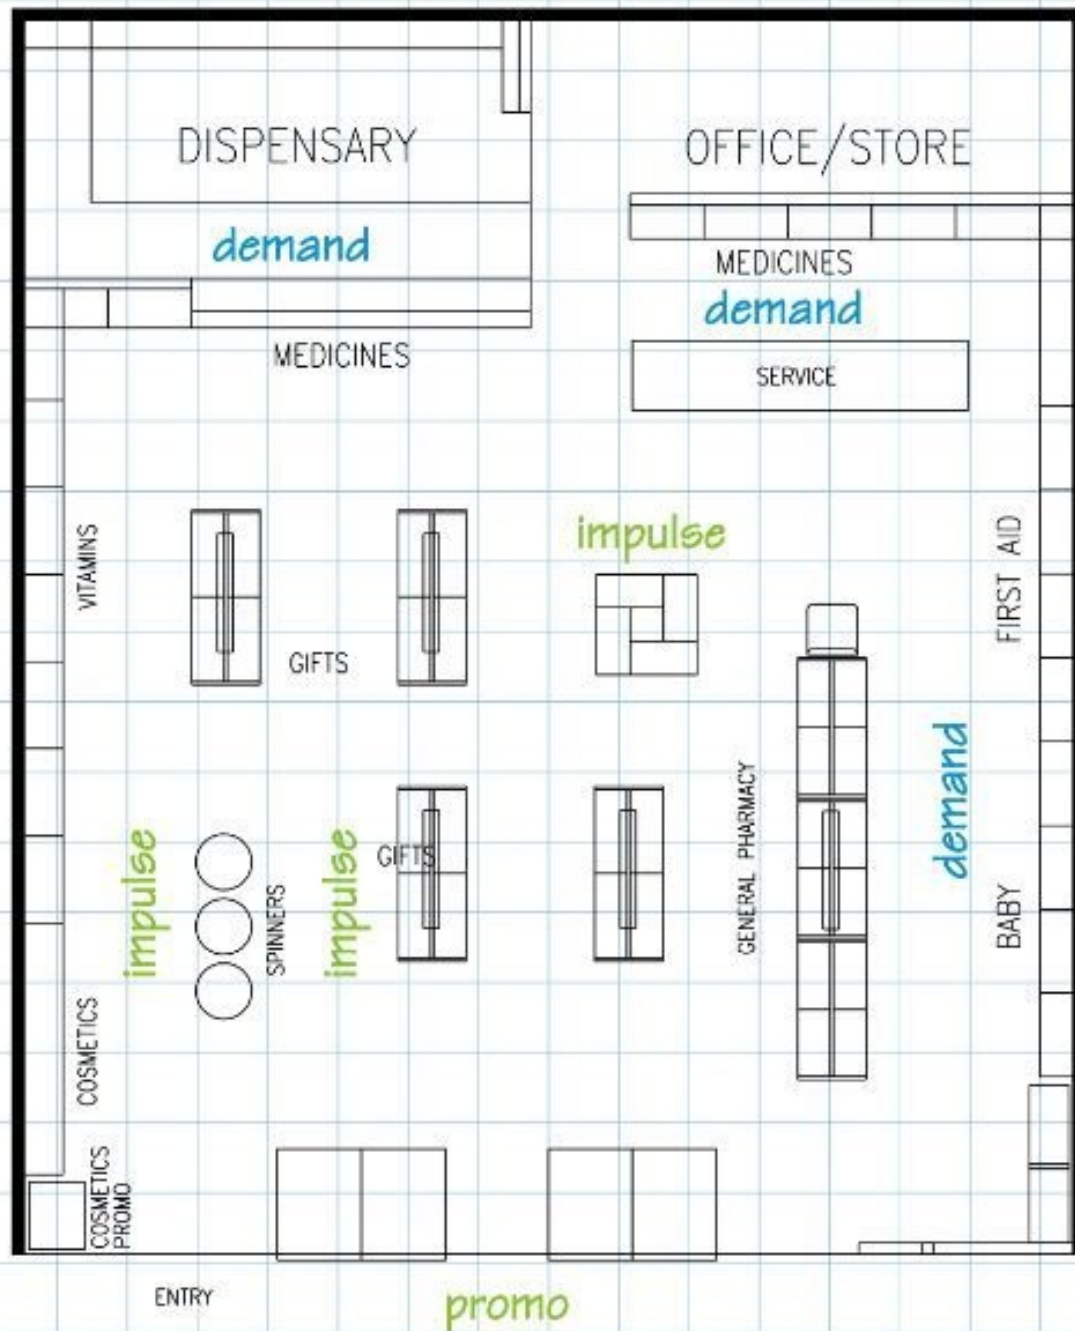 DISPENSARY
OFFICE/STORE
demand
MEDICINES
demand
MEDICINES
SERVICE
impulse
VITAMINS
FIRST AID
GIFTS
demand
GENERAL PHARMACY
impulse
impulse
GIFTS
SPINNERS
BABY
COSMETICS
COSMETICS
PROMO
ENTRY
promo